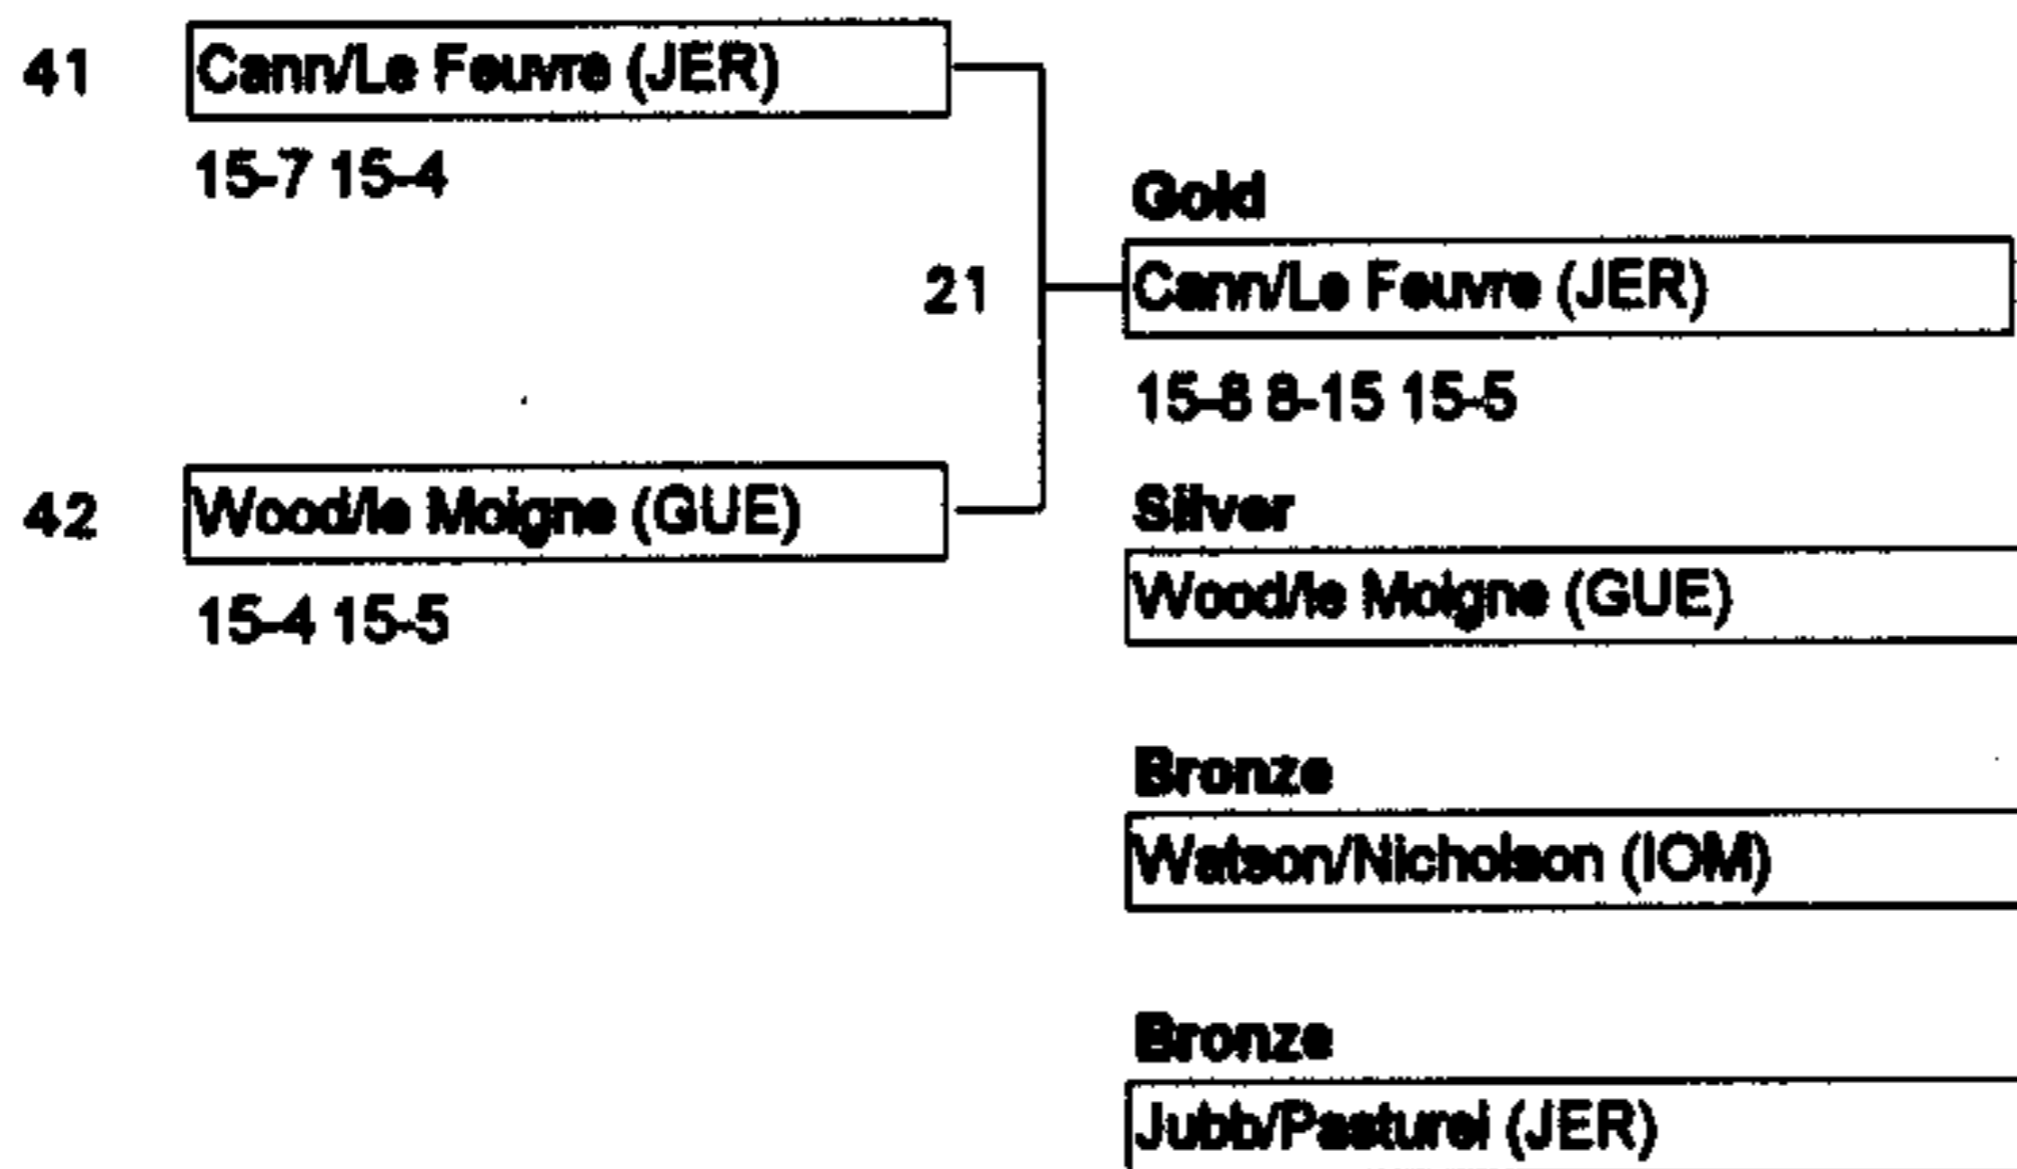 41 Cann/Le Feuvre (JER)
15-7 15-4
Gold
21 Cann/Le Feuvre (JER)
15-8 8-15 15-5
42 Wood/le Moigne (GUE)
Silver
Wood/le Moigne (GUE)
15-4 15-5
Bronze
Watson/Nicholson (IOM)
Bronze
Jubb/Pasturel (JER)